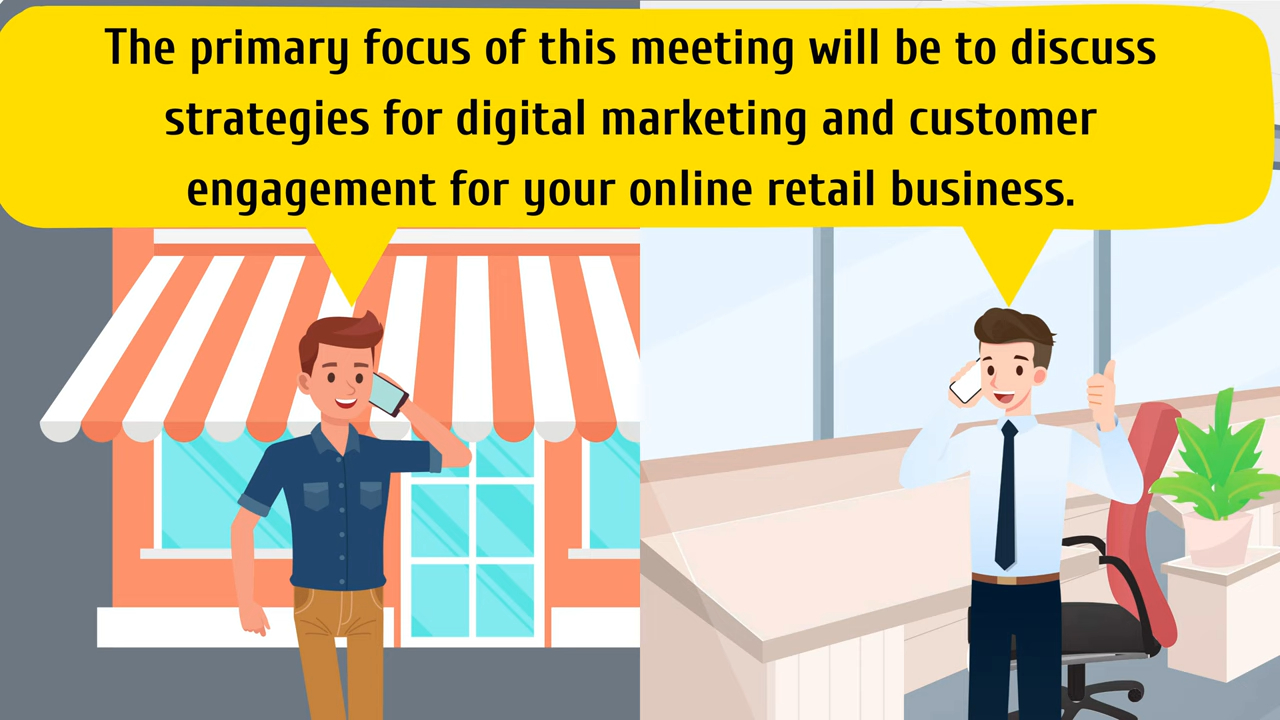 The primary focus of this meeting will be to discuss
strategies for digital marketing and customer
engagement for your online retail business.